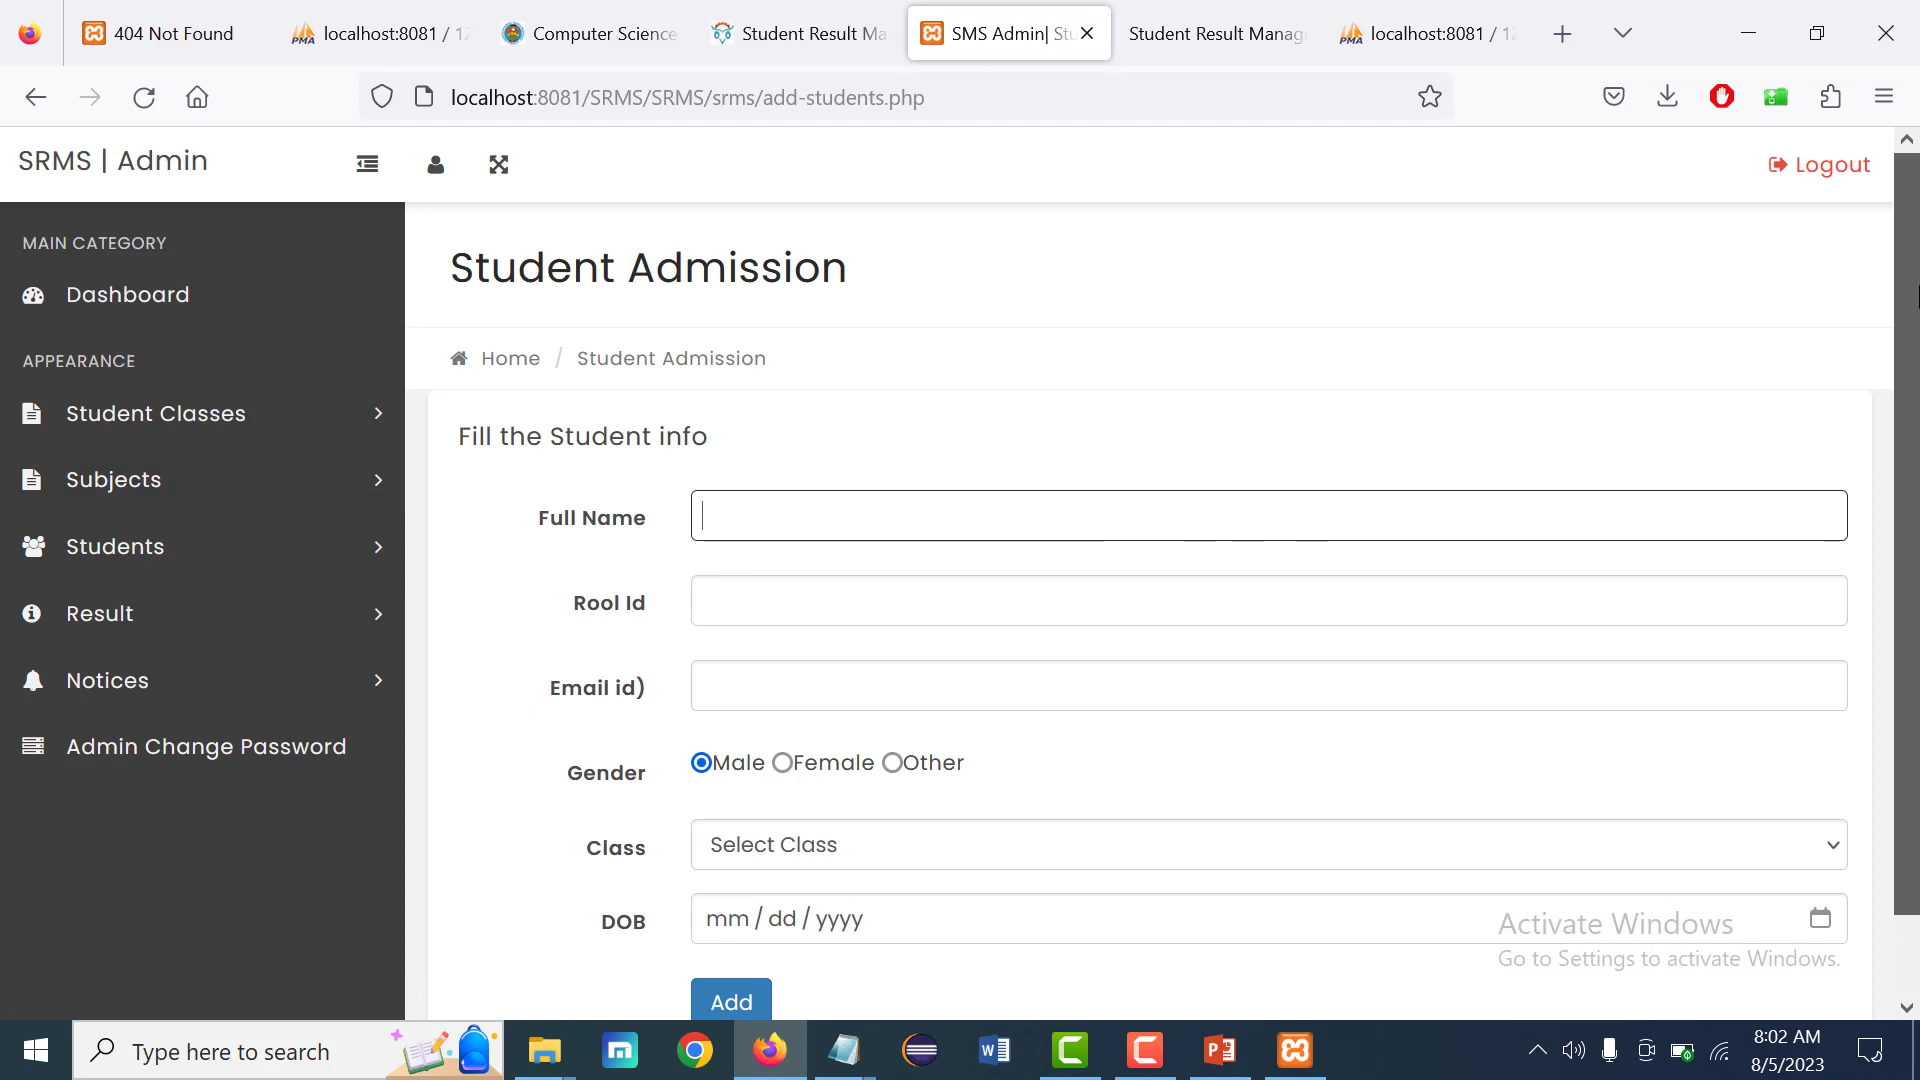 404 Not Found
localhost:8081 / 12
Computer Science
Student Result Ma
SMS Admin| Stu
Student Result Manag
localhost:8081 / 12
localhost:8081/SRMS/SRMS/srms/add-students.php
SRMS | Admin
Logout
MAIN CATEGORY
Dashboard
APPEARANCE
Student Classes
Subjects
Students
Result
Notices
Admin Change Password
Student Admission
Home / Student Admission
Fill the Student info
Full Name
Rool Id
Email id)
Gender
Male Female Other
Class
Select Class
DOB
mm / dd / yyyy
Add
Activate Windows
Go to Settings to activate Windows.
Type here to search
8:02 AM
8/5/2023